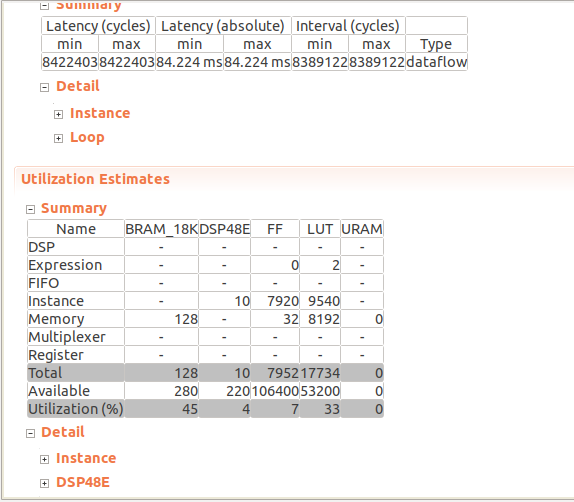 Summary
Latency (cycles) Latency (absolute) Interval (cycles)
min max min max min max Type
8422403 8422403 84.224 ms 84.224 ms 8389122 8389122 dataflow
Detail
Instance
Loop
Utilization Estimates
Summary
Name BRAM_18K DSP48E FF LUT URAM
DSP - - - - -
Expression - - 0 2 -
FIFO - - - - -
Instance - 10 7920 9540 -
Memory 128 - 32 8192 0
Multiplexer - - - - -
Register - - - - -
Total 128 10 7952 17734 0
Available 280 220 106400 53200 0
Utilization (%) 45 4 7 33 0
Detail
Instance
DSP48E